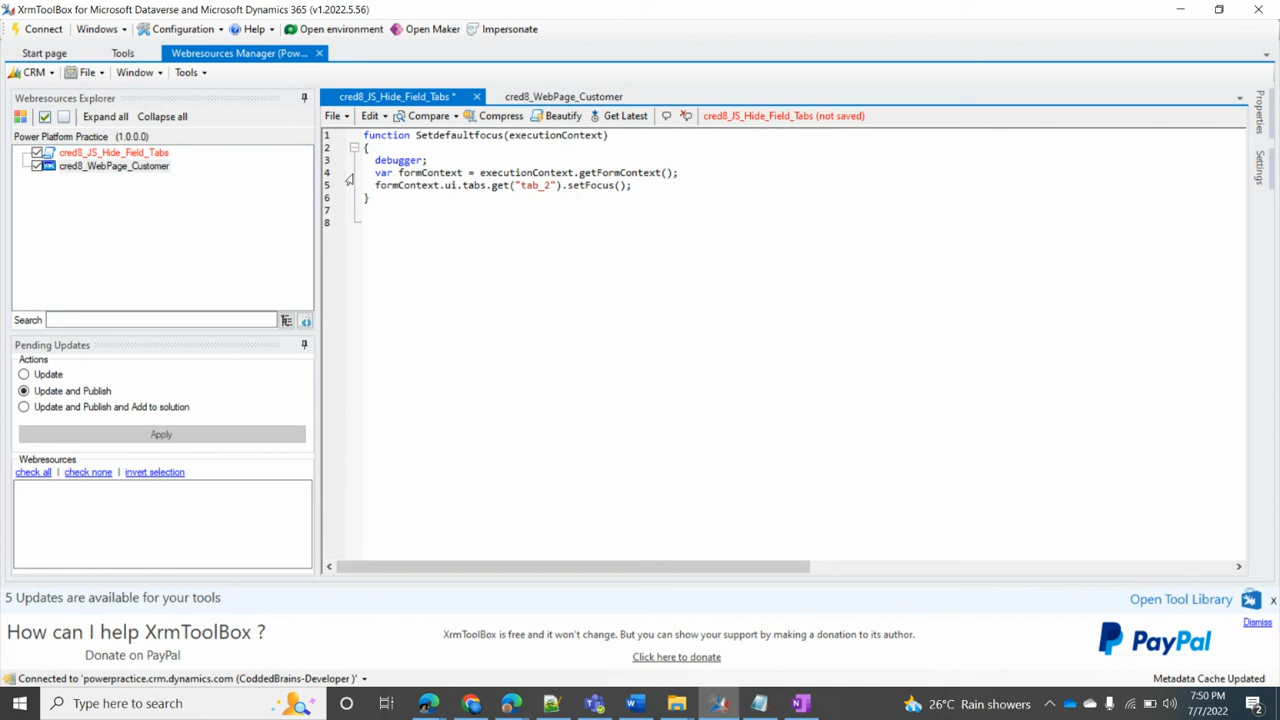 XrmToolBox for Microsoft Dataverse and Microsoft Dynamics 365 (v1.2022.5.56)
Connect Windows Configuration Help Open environment Open Maker Impersonate
Start page Tools Webresources Manager (Pow... ×
CRM File Window Tools
Webresources Explorer
Expand all Collapse all
Power Platform Practice (1.0.0.0)
cred8_JS_Hide_Field_Tabs
cred8_WebPage_Customer
Search
Pending Updates
Actions
Update
Update and Publish
Update and Publish and Add to solution
Apply
Webresources
check all | check none | invert selection
cred8_JS_Hide_Field_Tabs * × cred8_WebPage_Customer
File Edit Compare Compress Beautify Get Latest cred8_JS_Hide_Field_Tabs (not saved)
1 function Setdefaultfocus(executionContext)
2 {
3 debugger;
4 var formContext = executionContext.getFormContext();
5 formContext.ui.tabs.get("tab_2").setFocus();
6 }
7
8
Properties
Settings
5 Updates are available for your tools
Open Tool Library x
Dismiss
How can I help XrmToolBox ?
Donate on PayPal
XrmToolBox is free and it won't change. But you can show your support by making a donation to its author.
Click here to donate
PayPal
Connected to 'powerpractice.crm.dynamics.com (CoddedBrains-Developer )'
Metadata Cache Updated
Type here to search
26°C Rain showers
7:50 PM
7/7/2022
2